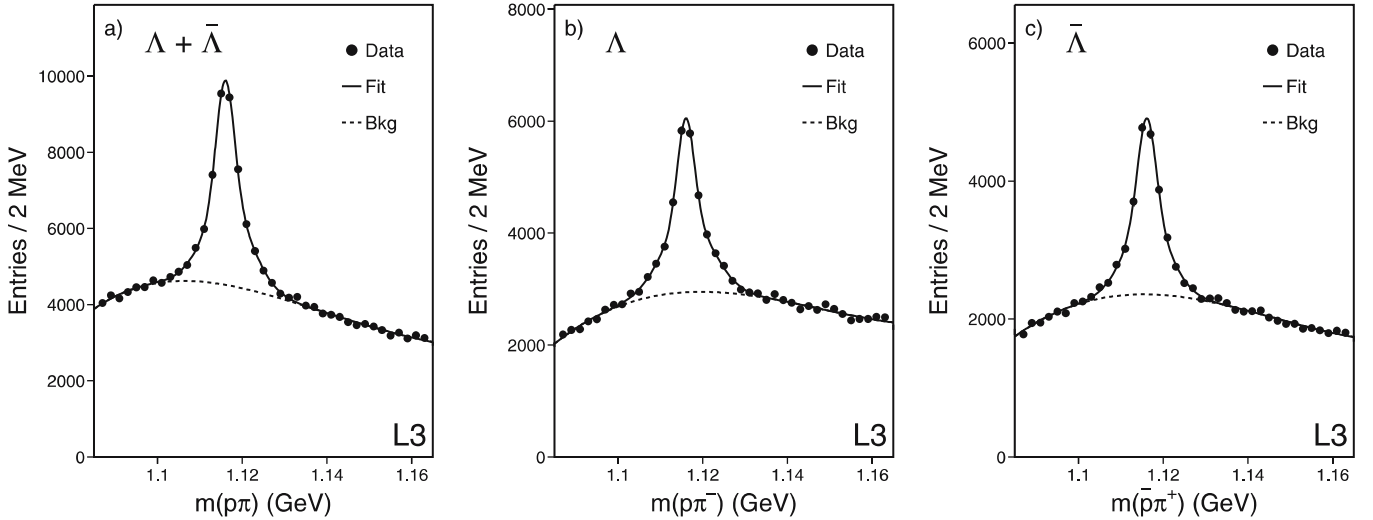 a) Λ + Λ̄
Data
Fit
Bkg
Entries / 2 MeV
10000
8000
6000
4000
2000
0
1.1
1.12
1.14
1.16
m(pπ) (GeV)
L3
b) Λ
Data
Fit
Bkg
Entries / 2 MeV
8000
6000
4000
2000
0
1.1
1.12
1.14
1.16
m(pπ⁻) (GeV)
L3
c) Λ̄
Data
Fit
Bkg
Entries / 2 MeV
6000
4000
2000
0
1.1
1.12
1.14
1.16
m(p̄π⁺) (GeV)
L3